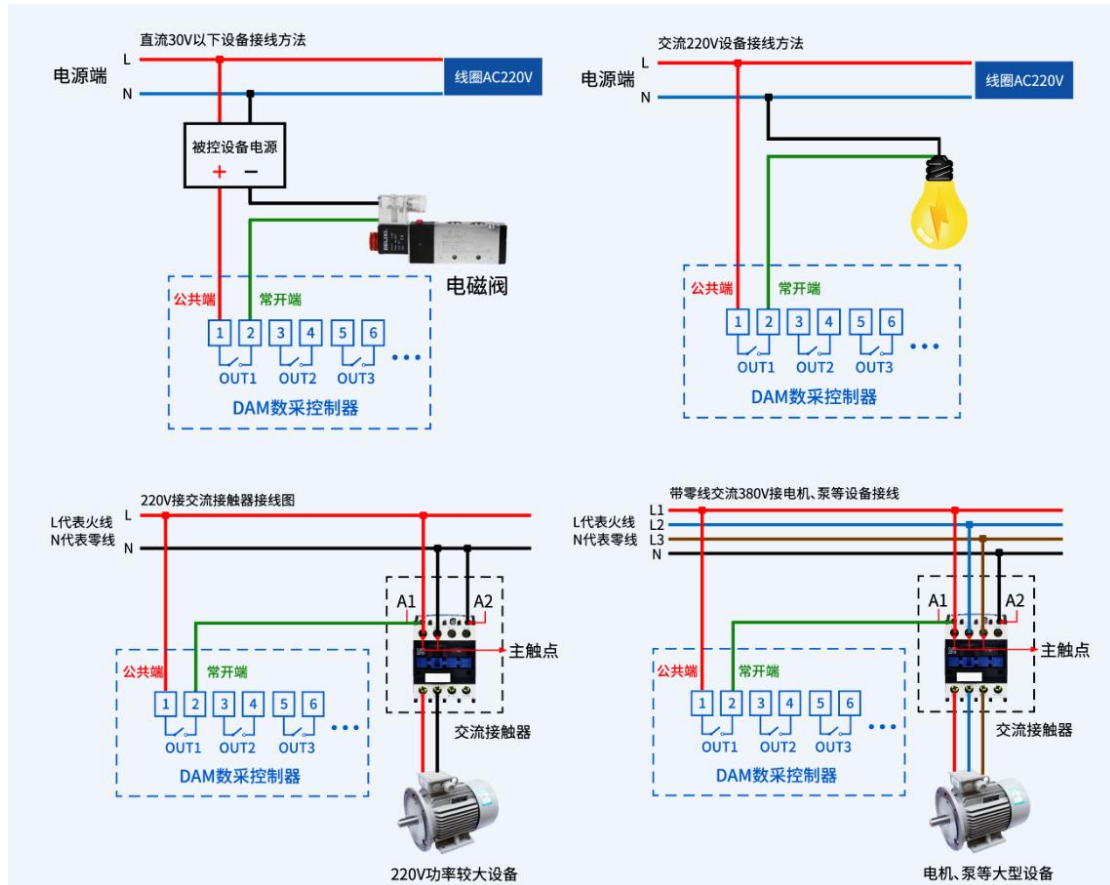 直流30V以下设备接线方法
L
电源端
N
线圈AC220V
被控设备电源
+ −
电磁阀
公共端
常开端
1 2 3 4 5 6
OUT1 OUT2 OUT3
DAM数采控制器
交流220V设备接线方法
L
电源端
N
线圈AC220V
公共端
常开端
1 2 3 4 5 6
OUT1 OUT2 OUT3
DAM数采控制器
220V接交流接触器接线图
L代表火线
N代表零线
L
N
A1
A2
主触点
公共端
常开端
1 2 3 4 5 6
OUT1 OUT2 OUT3
DAM数采控制器
交流接触器
220V功率较大设备
带零线交流380V接电机、泵等设备接线
L代表火线
N代表零线
L1
L2
L3
N
A1
A2
主触点
公共端
常开端
1 2 3 4 5 6
OUT1 OUT2 OUT3
DAM数采控制器
交流接触器
电机、泵等大型设备